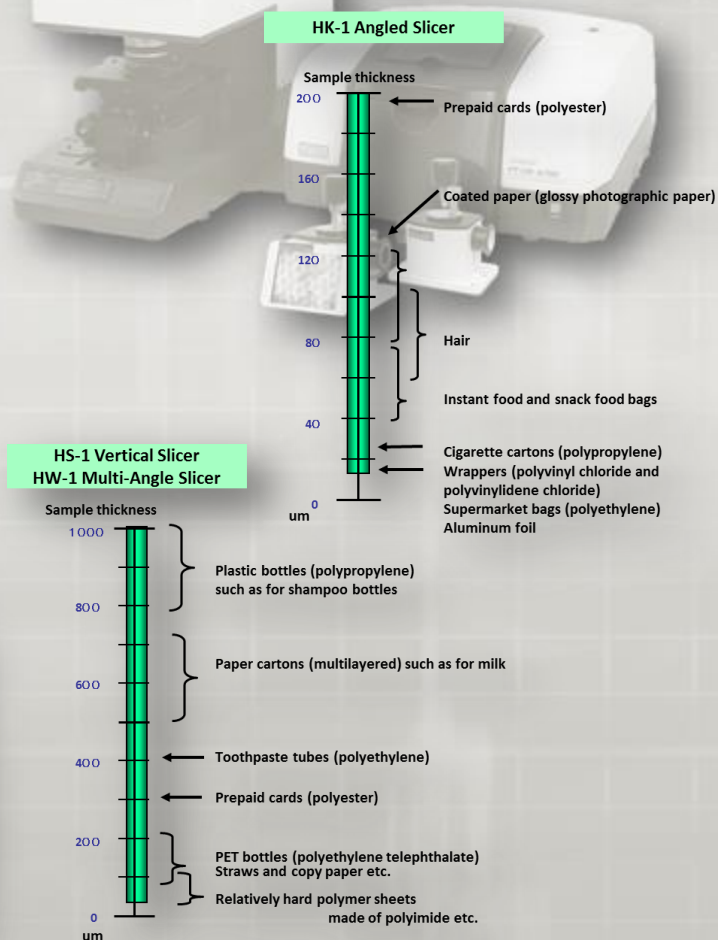 HK-1 Angled Slicer
Sample thickness
200
Prepaid cards (polyester)
160
Coated paper (glossy photographic paper)
120
80
Hair
Instant food and snack food bags
40
Cigarette cartons (polypropylene)
Wrappers (polyvinyl chloride and
polyvinylidene chloride)
Supermarket bags (polyethylene)
Aluminum foil
0
um
HS-1 Vertical Slicer
HW-1 Multi-Angle Slicer
Sample thickness
1000
Plastic bottles (polypropylene)
such as for shampoo bottles
800
Paper cartons (multilayered) such as for milk
600
Toothpaste tubes (polyethylene)
400
Prepaid cards (polyester)
200
PET bottles (polyethylene telephthalate)
Straws and copy paper etc.
Relatively hard polymer sheets
made of polyimide etc.
0
um